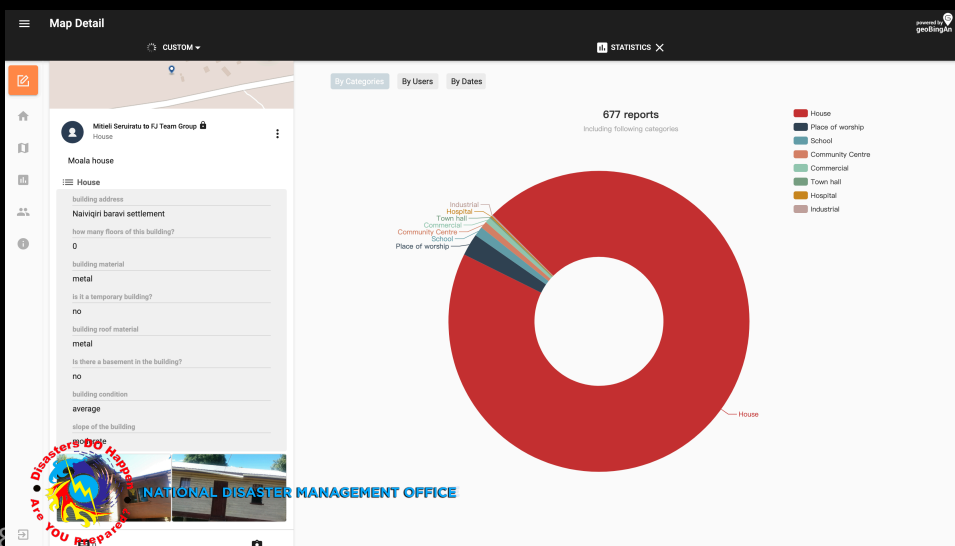 Map Detail
powered by
geoBingAn
CUSTOM
STATISTICS
By Categories
By Users
By Dates
Mitieli Seruiratu to FJ Team Group
House
Moala house
House
building address
Naiviqiri baravi settlement
how many floors of this building?
0
building material
metal
is it a temporary building?
no
building roof material
metal
Is there a basement in the building?
no
building condition
average
slope of the building
moderate
Disasters DO Happen
Are YOU Prepared
NATIONAL DISASTER MANAGEMENT OFFICE
677 reports
Including following categories
Industrial
Hospital
Town hall
Commercial
Community Centre
School
Place of worship
House
House
Place of worship
School
Community Centre
Commercial
Town hall
Hospital
Industrial